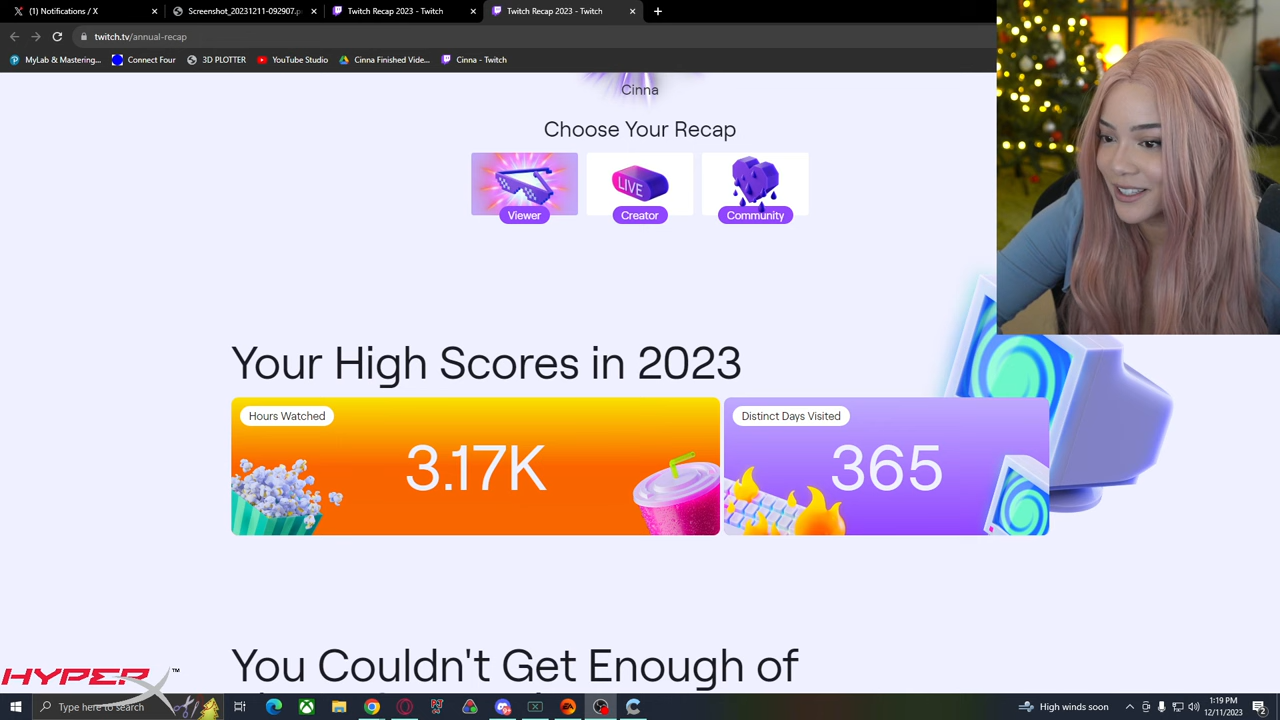 (1) Notifications / X
Screenshot_20231211-092907.p
Twitch Recap 2023 - Twitch
Twitch Recap 2023 - Twitch
twitch.tv/annual-recap
MyLab & Mastering...
Connect Four
3D PLOTTER
YouTube Studio
Cinna Finished Vide...
Cinna - Twitch
Cinna
Choose Your Recap
LIVE
Viewer
Creator
Community
Your High Scores in 2023
Hours Watched
3.17K
Distinct Days Visited
365
You Couldn't Get Enough of
HYPERX™
Type here to search
High winds soon
1:19 PM
12/11/2023
2